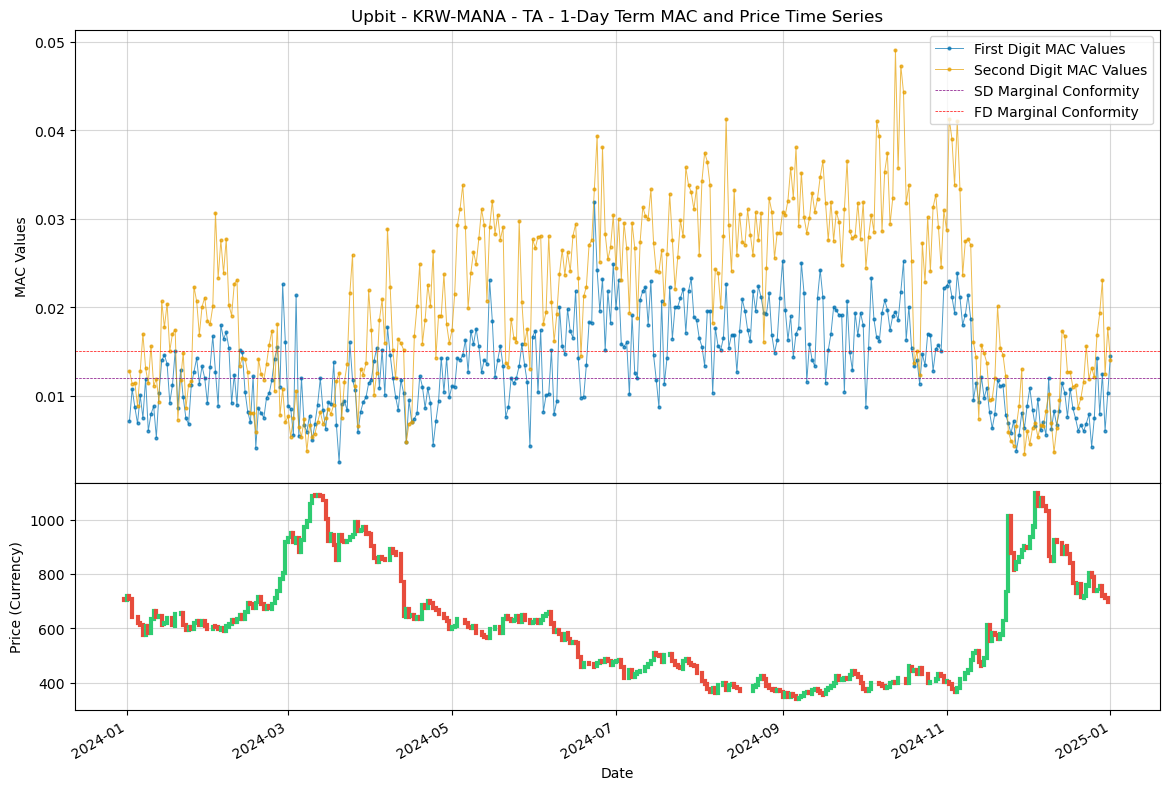 Upbit - KRW-MANA - TA - 1-Day Term MAC and Price Time Series
First Digit MAC Values
Second Digit MAC Values
SD Marginal Conformity
FD Marginal Conformity
MAC Values
0.05
0.04
0.03
0.02
0.01
Price (Currency)
1000
800
600
400
2024-01
2024-03
2024-05
2024-07
2024-09
2024-11
2025-01
Date